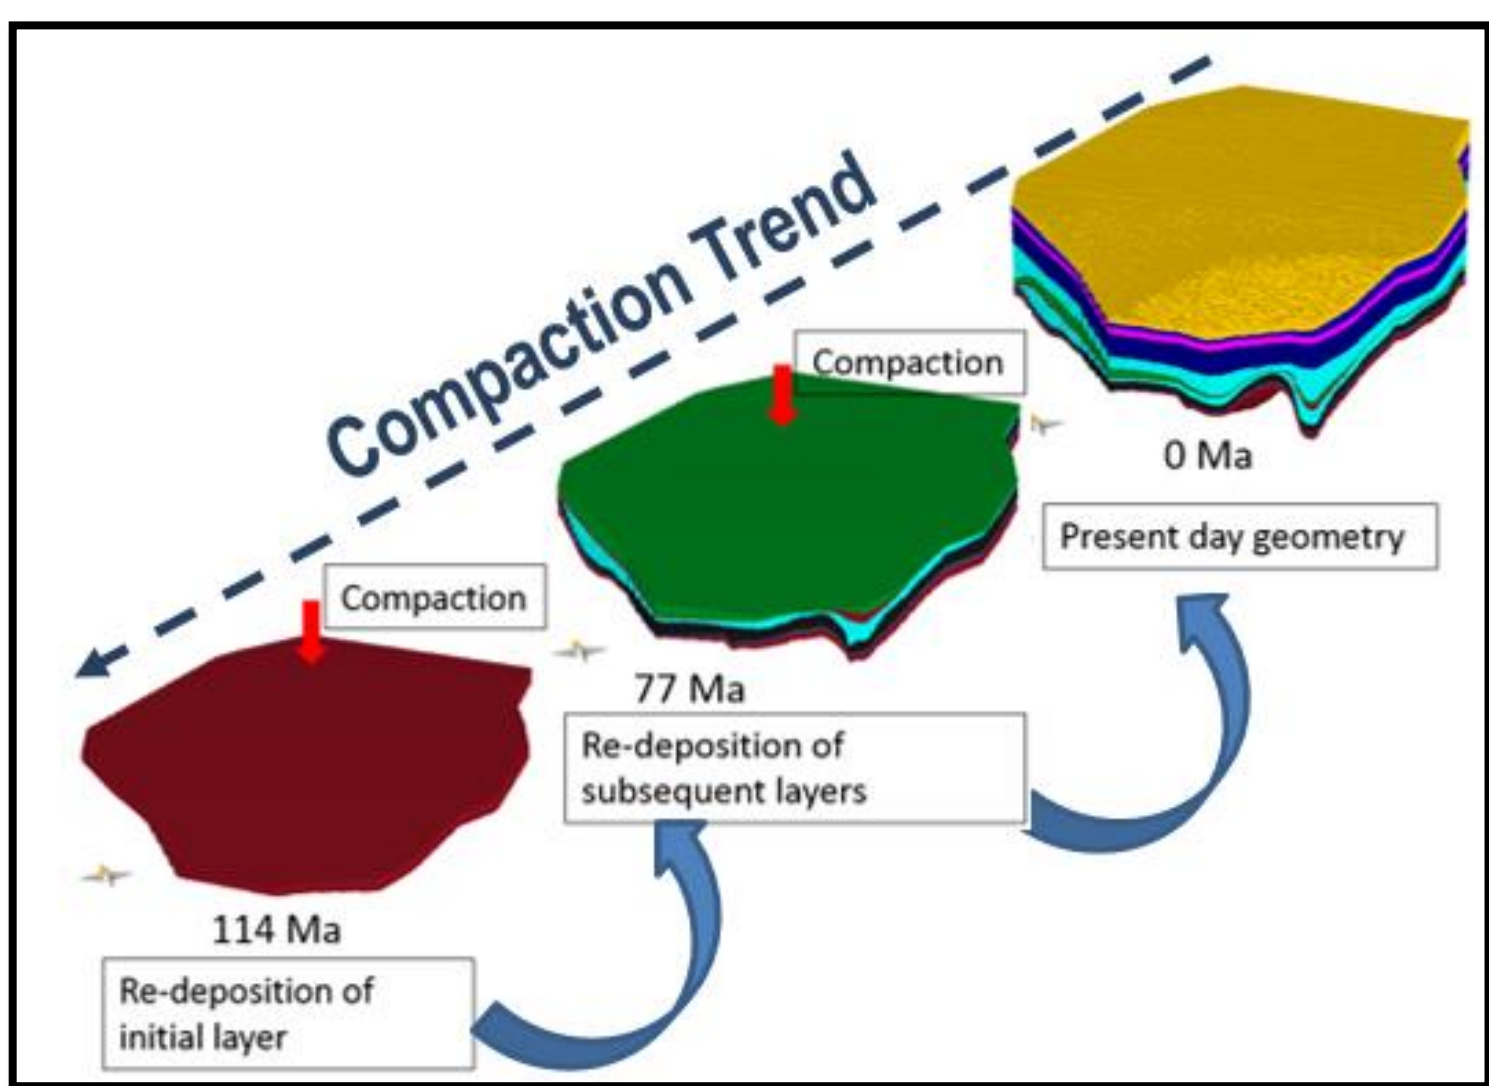 Compaction Trend
Compaction
0 Ma
Present day geometry
Compaction
77 Ma
Re-deposition of
subsequent layers
114 Ma
Re-deposition of
initial layer